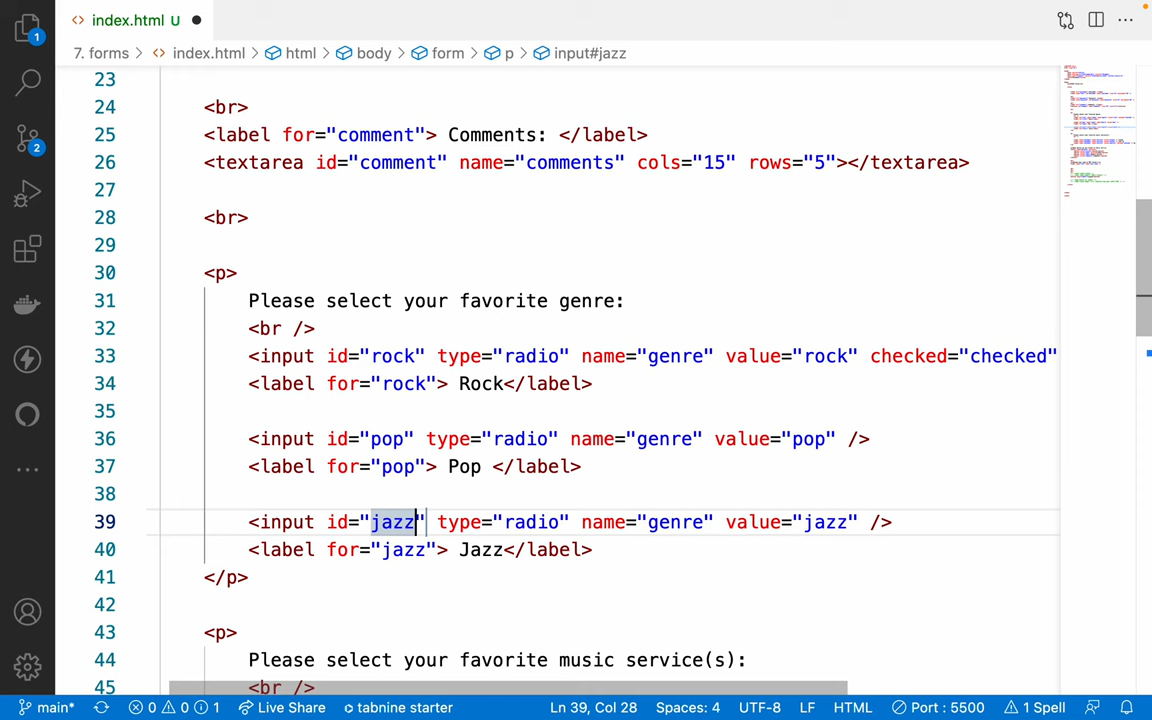 index.html U
7. forms > index.html > html > body > form > p > input#jazz
1
2
23
24 <br>
25 <label for="comment"> Comments: </label>
26 <textarea id="comment" name="comments" cols="15" rows="5"></textarea>
27
28 <br>
29
30 <p>
31 Please select your favorite genre:
32 <br />
33 <input id="rock" type="radio" name="genre" value="rock" checked="checked"
34 <label for="rock"> Rock</label>
35
36 <input id="pop" type="radio" name="genre" value="pop" />
37 <label for="pop"> Pop </label>
38
39 <input id="jazz" type="radio" name="genre" value="jazz" />
40 <label for="jazz"> Jazz</label>
41 </p>
42
43 <p>
44 Please select your favorite music service(s):
45 <br />
main* 0 0 1 Live Share tabnine starter Ln 39, Col 28 Spaces: 4 UTF-8 LF HTML Port : 5500 1 Spell